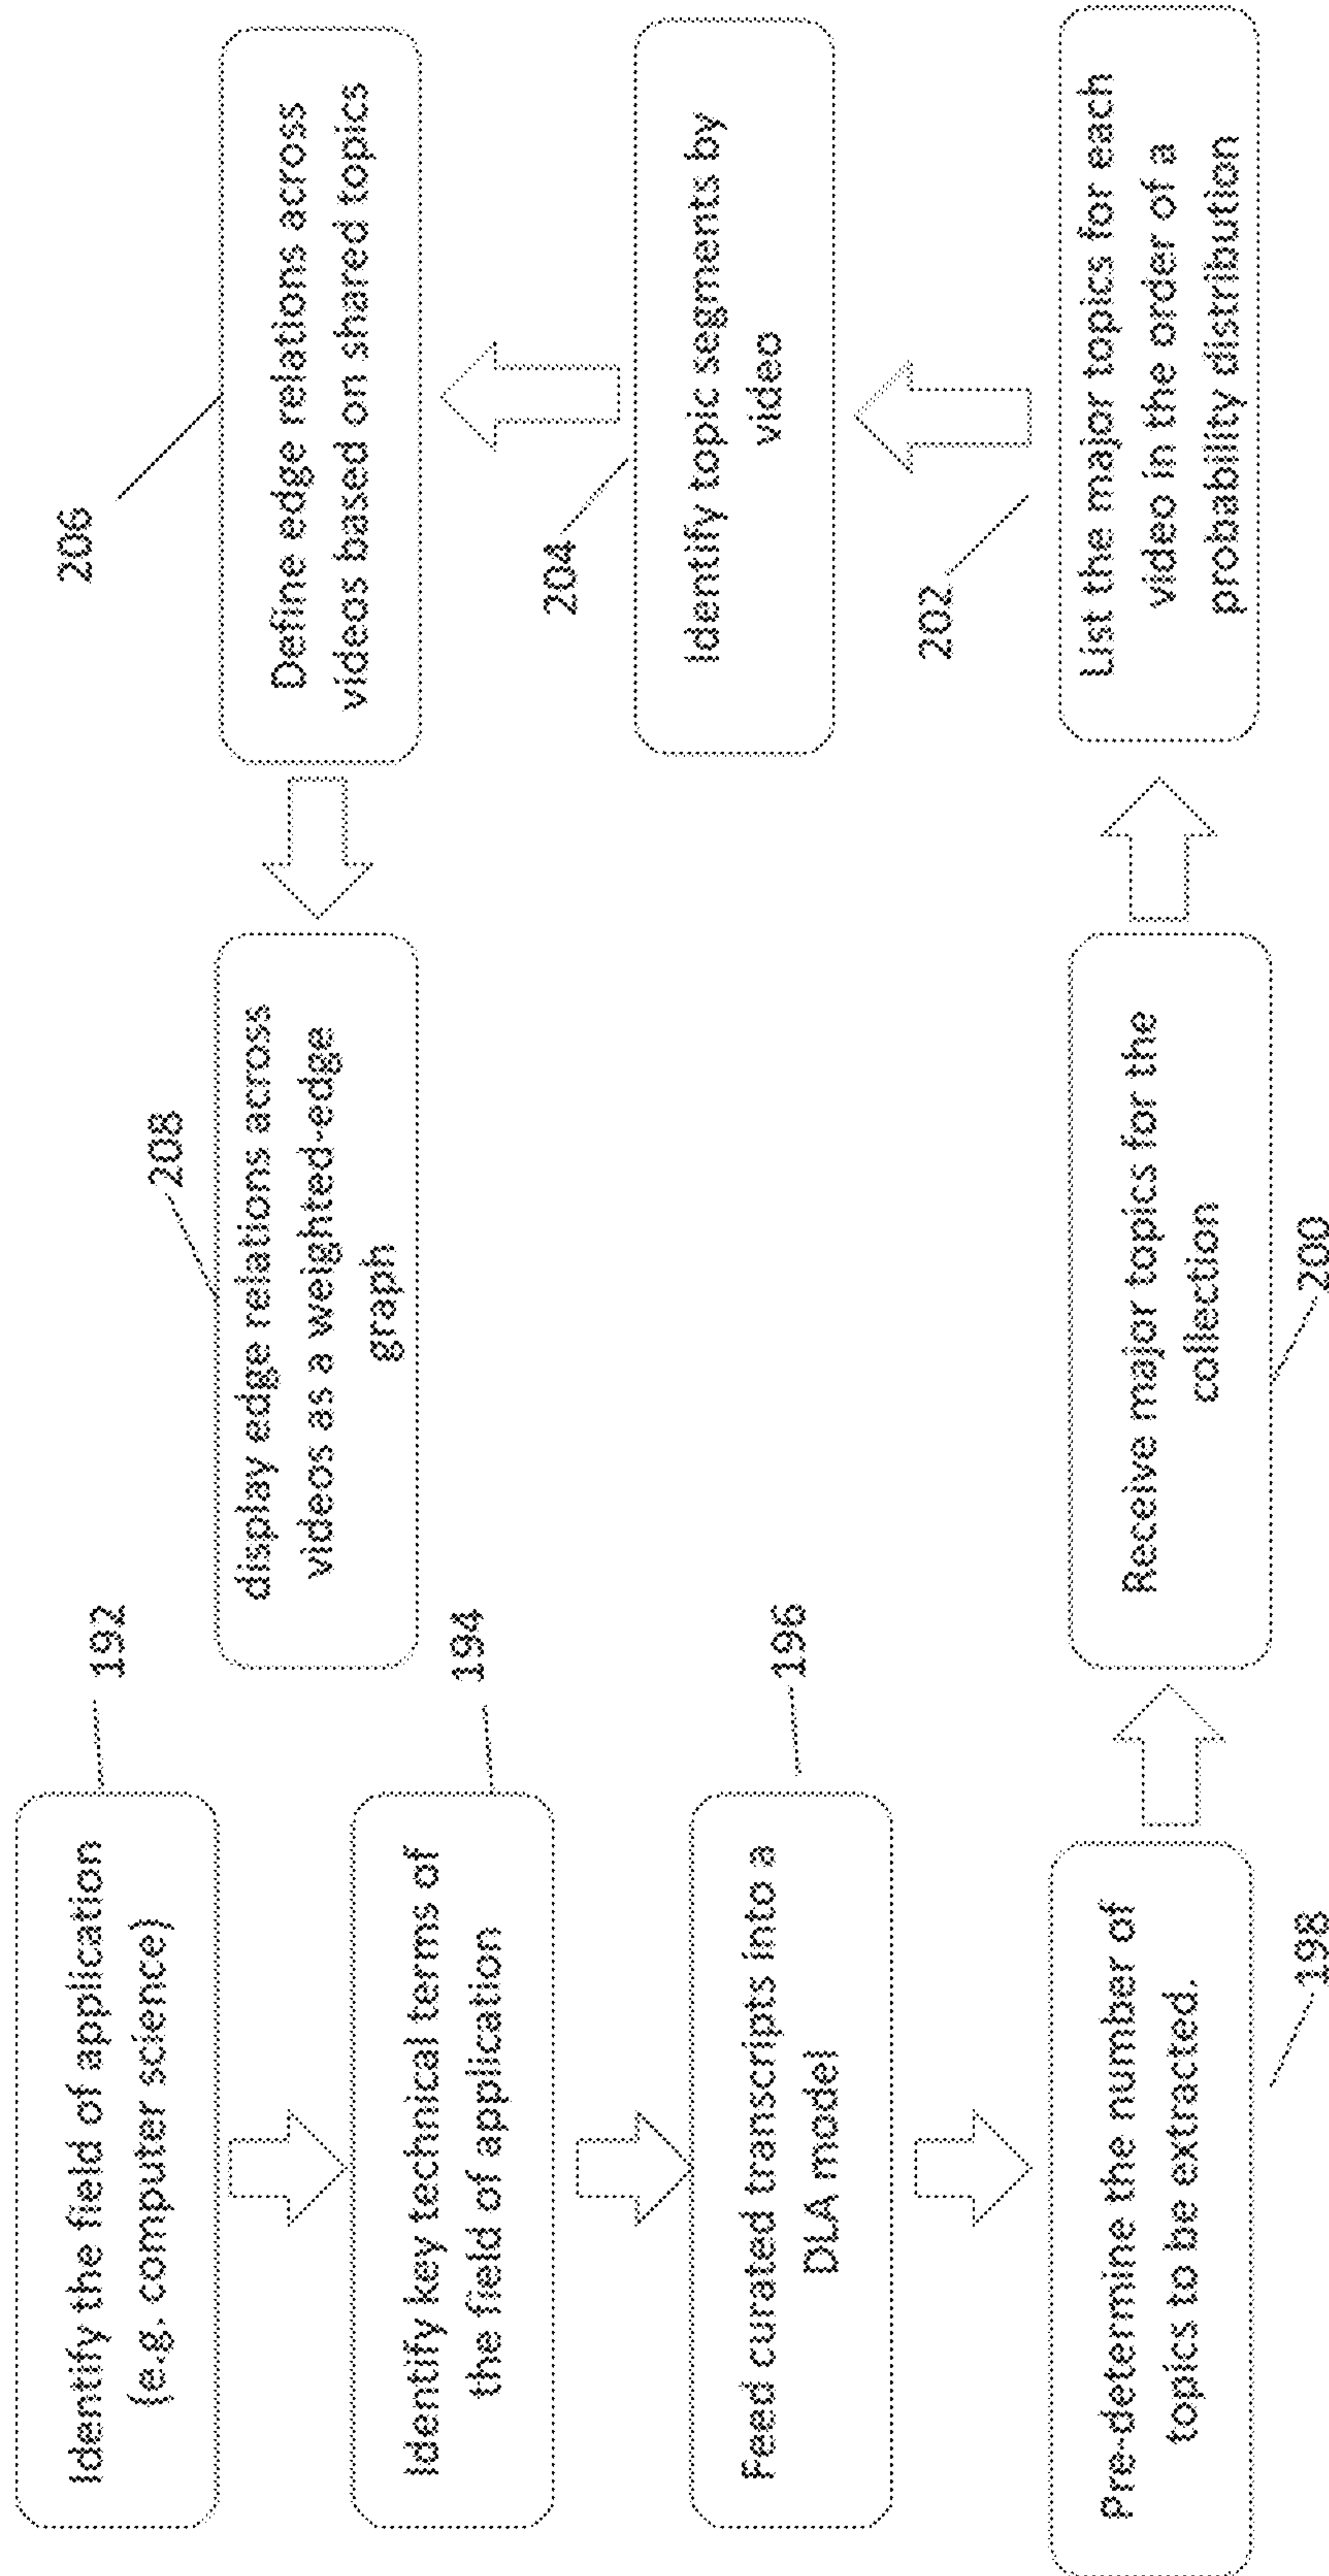 Identify the field of application
(e.g. computer science)
192
Identify key technical terms of
the field of application
194
Feed curated transcripts into a
DLA model
196
Pre-determine the number of
topics to be extracted.
198
Receive major topics for the
collection
200
List the major topics for each
video in the order of a
probability distribution
202
Identify topic segments by
video
204
Define edge relations across
videos based on shared topics
206
display edge relations across
videos as a weighted-edge
graph
208